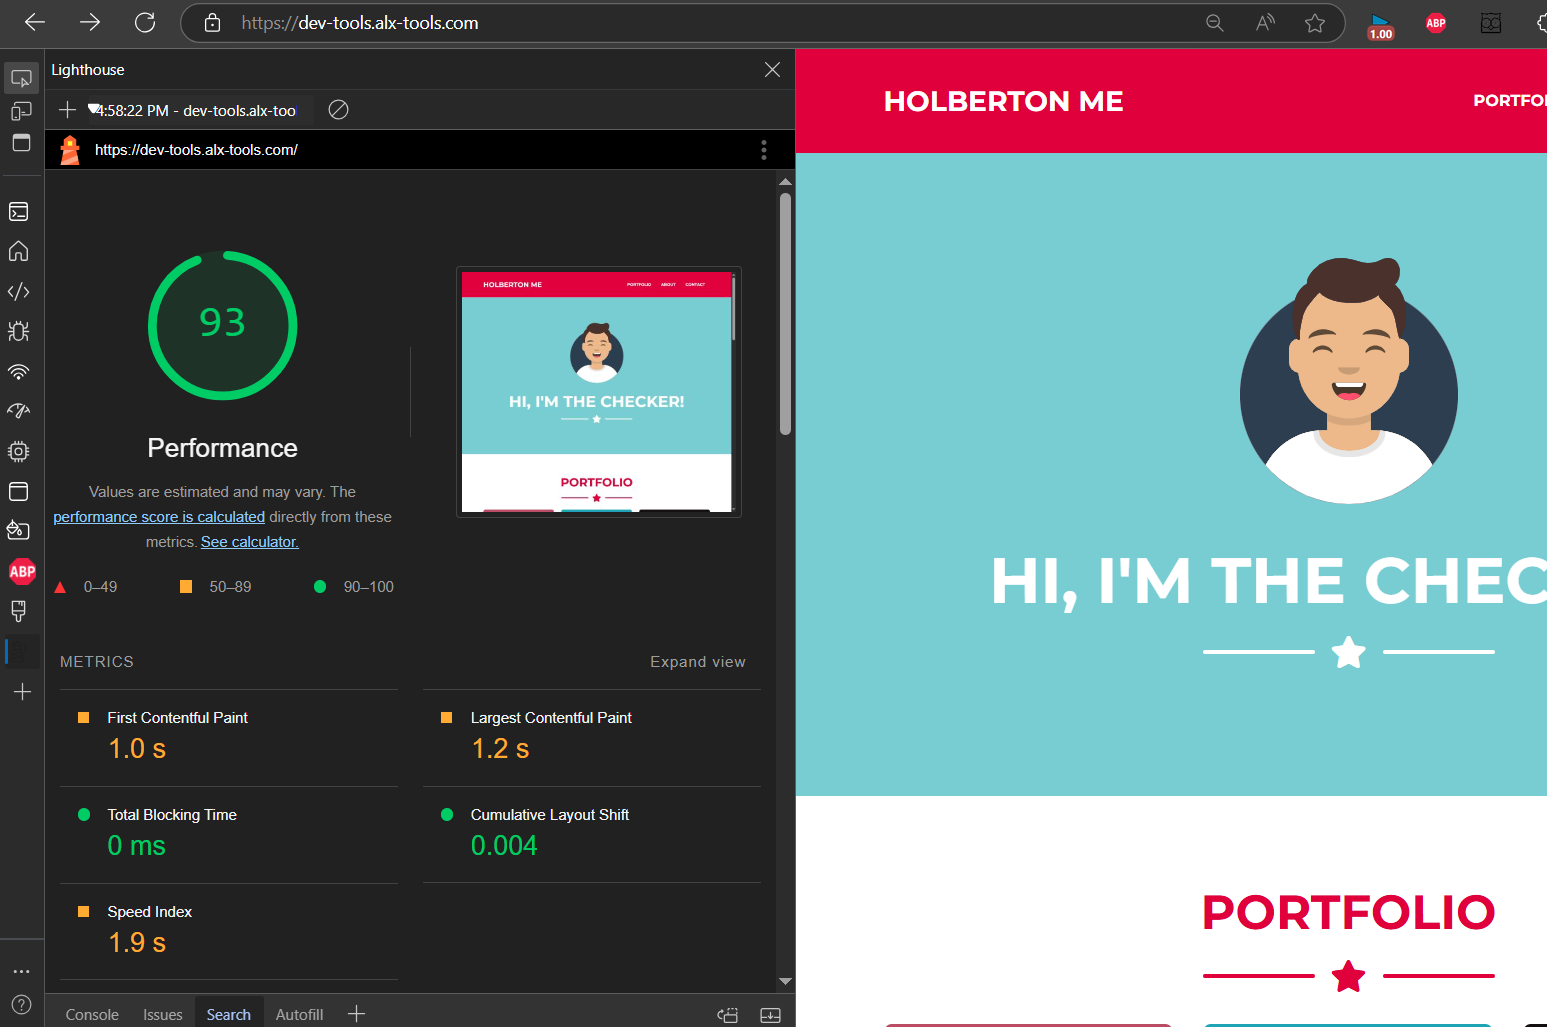 https://dev-tools.alx-tools.com
1.00
ABP
Lighthouse
4:58:22 PM - dev-tools.alx-too
https://dev-tools.alx-tools.com/
93
Performance
Values are estimated and may vary. The
performance score is calculated directly from these
metrics. See calculator.
0–49
50–89
90–100
HOLBERTON ME
PORTFOLIO
ABOUT
CONTACT
HI, I'M THE CHECKER!
PORTFOLIO
ABP
METRICS
Expand view
First Contentful Paint
1.0 s
Largest Contentful Paint
1.2 s
Total Blocking Time
0 ms
Cumulative Layout Shift
0.004
Speed Index
1.9 s
Console
Issues
Search
Autofill
HOLBERTON ME
PORTFOL
HI, I'M THE CHEC
PORTFOLIO